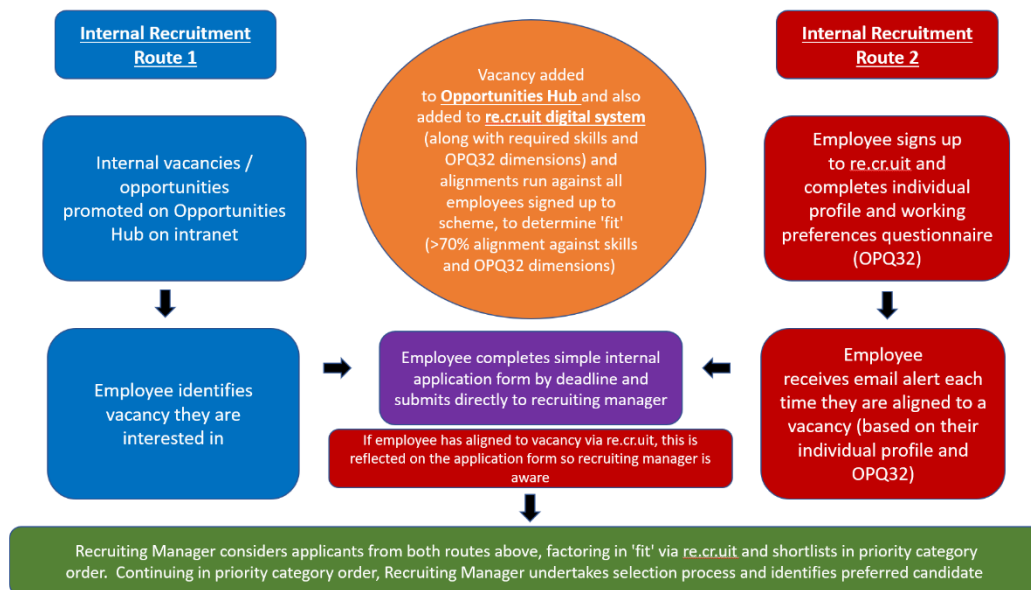 Internal Recruitment
Route 1
Internal vacancies /
opportunities
promoted on Opportunities
Hub on intranet
Employee identifies
vacancy they are
interested in
Vacancy added
to Opportunities Hub and also
added to re.cr.uit digital system
(along with required skills and
OPQ32 dimensions) and
alignments run against all
employees signed up to
scheme, to determine 'fit'
(>70% alignment against skills
and OPQ32 dimensions)
Internal Recruitment
Route 2
Employee signs up
to re.cr.uit and
completes individual
profile and working
preferences questionnaire
(OPQ32)
Employee
receives email alert each
time they are aligned to a
vacancy (based on their
individual profile and
OPQ32)
Employee completes simple internal
application form by deadline and
submits directly to recruiting manager
If employee has aligned to vacancy via re.cr.uit, this is
reflected on the application form so recruiting manager is
aware
Recruiting Manager considers applicants from both routes above, factoring in 'fit' via re.cr.uit and shortlists in priority category
order.  Continuing in priority category order, Recruiting Manager undertakes selection process and identifies preferred candidate